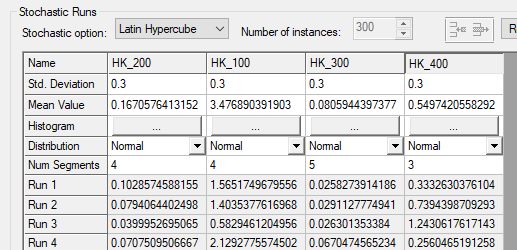 Stochastic Runs
Stochastic option: Latin Hypercube Number of instances: 300
Name HK_200 HK_100 HK_300 HK_400
Std. Deviation 0.3 0.3 0.3 0.3
Mean Value 0.1670576413152 3.476890391903 0.0805944397377 0.5497420558292
Histogram ... ... ... ...
Distribution Normal Normal Normal Normal
Num Segments 4 4 5 3
Run 1 0.1028574588155 1.5651749679556 0.0258273914186 0.3332630376104
Run 2 0.0794064402498 1.4035377616968 0.0291127774941 0.7394398709293
Run 3 0.0399952695065 0.5829461204956 0.026301353384 1.2430617617143
Run 4 0.0707509506667 2.1292775574502 0.0670474565234 0.2560465191258